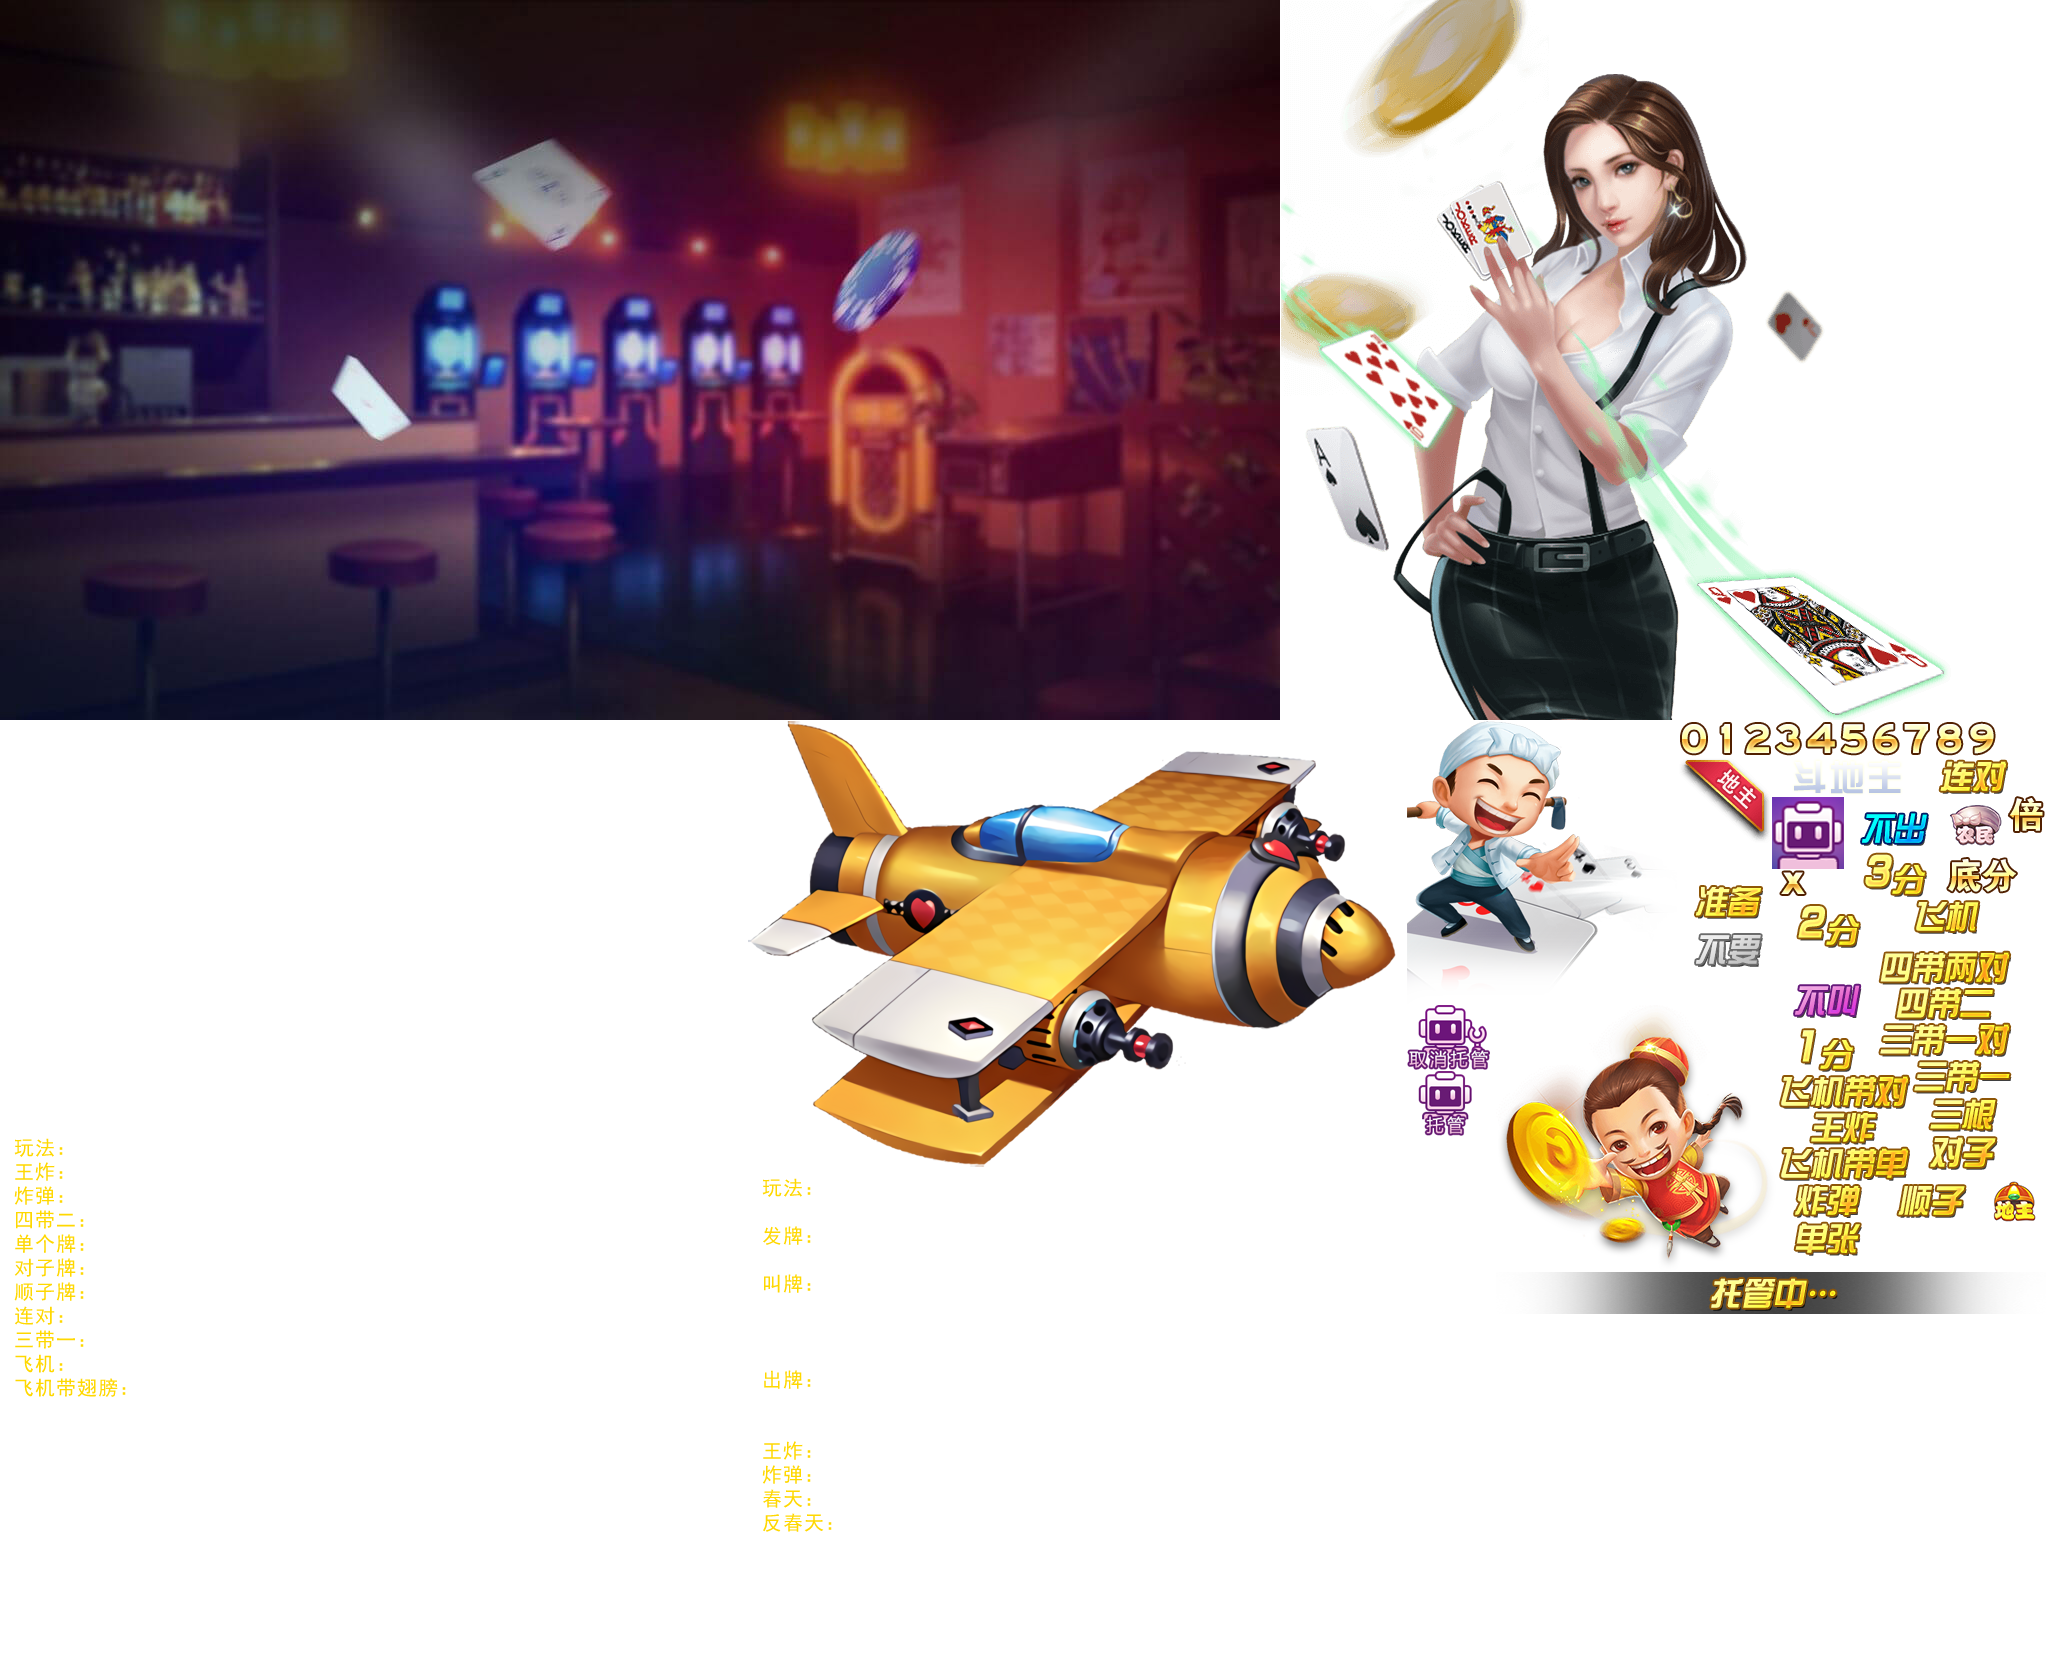 JOKER
JOKER
10
A
Q
Q
0123456789
地主
斗地主
连对
不出
农民
倍
x
3分
底分
准备
2分
飞机
不要
四带两对
不叫
四带二
取消托管
1分
三带一对
托管
飞机带对
三带一
王炸
三根
飞机带单
对子
炸弹
顺子
地主
单张
托管中…
玩法：
王炸：
炸弹：
四带二：
单个牌：
对子牌：
顺子牌：
连对：
三带一：
飞机：
飞机带翅膀：
玩法：
发牌：
叫牌：
出牌：
王炸：
炸弹：
春天：
反春天：